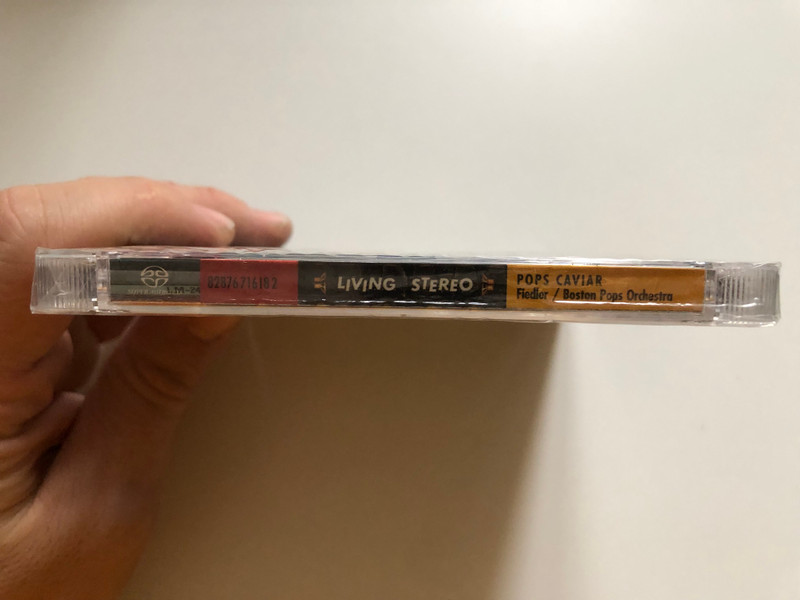 82876716182
LIVING STEREO
POPS CAVIAR
Fiedler / Boston Pops Orchestra